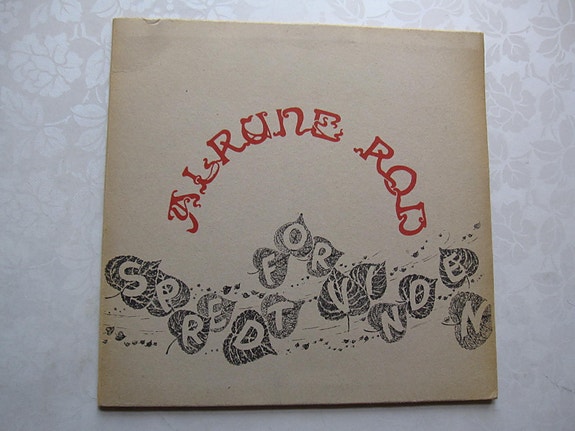 ALRUNE ROD
SPREDT FOR VINDEN